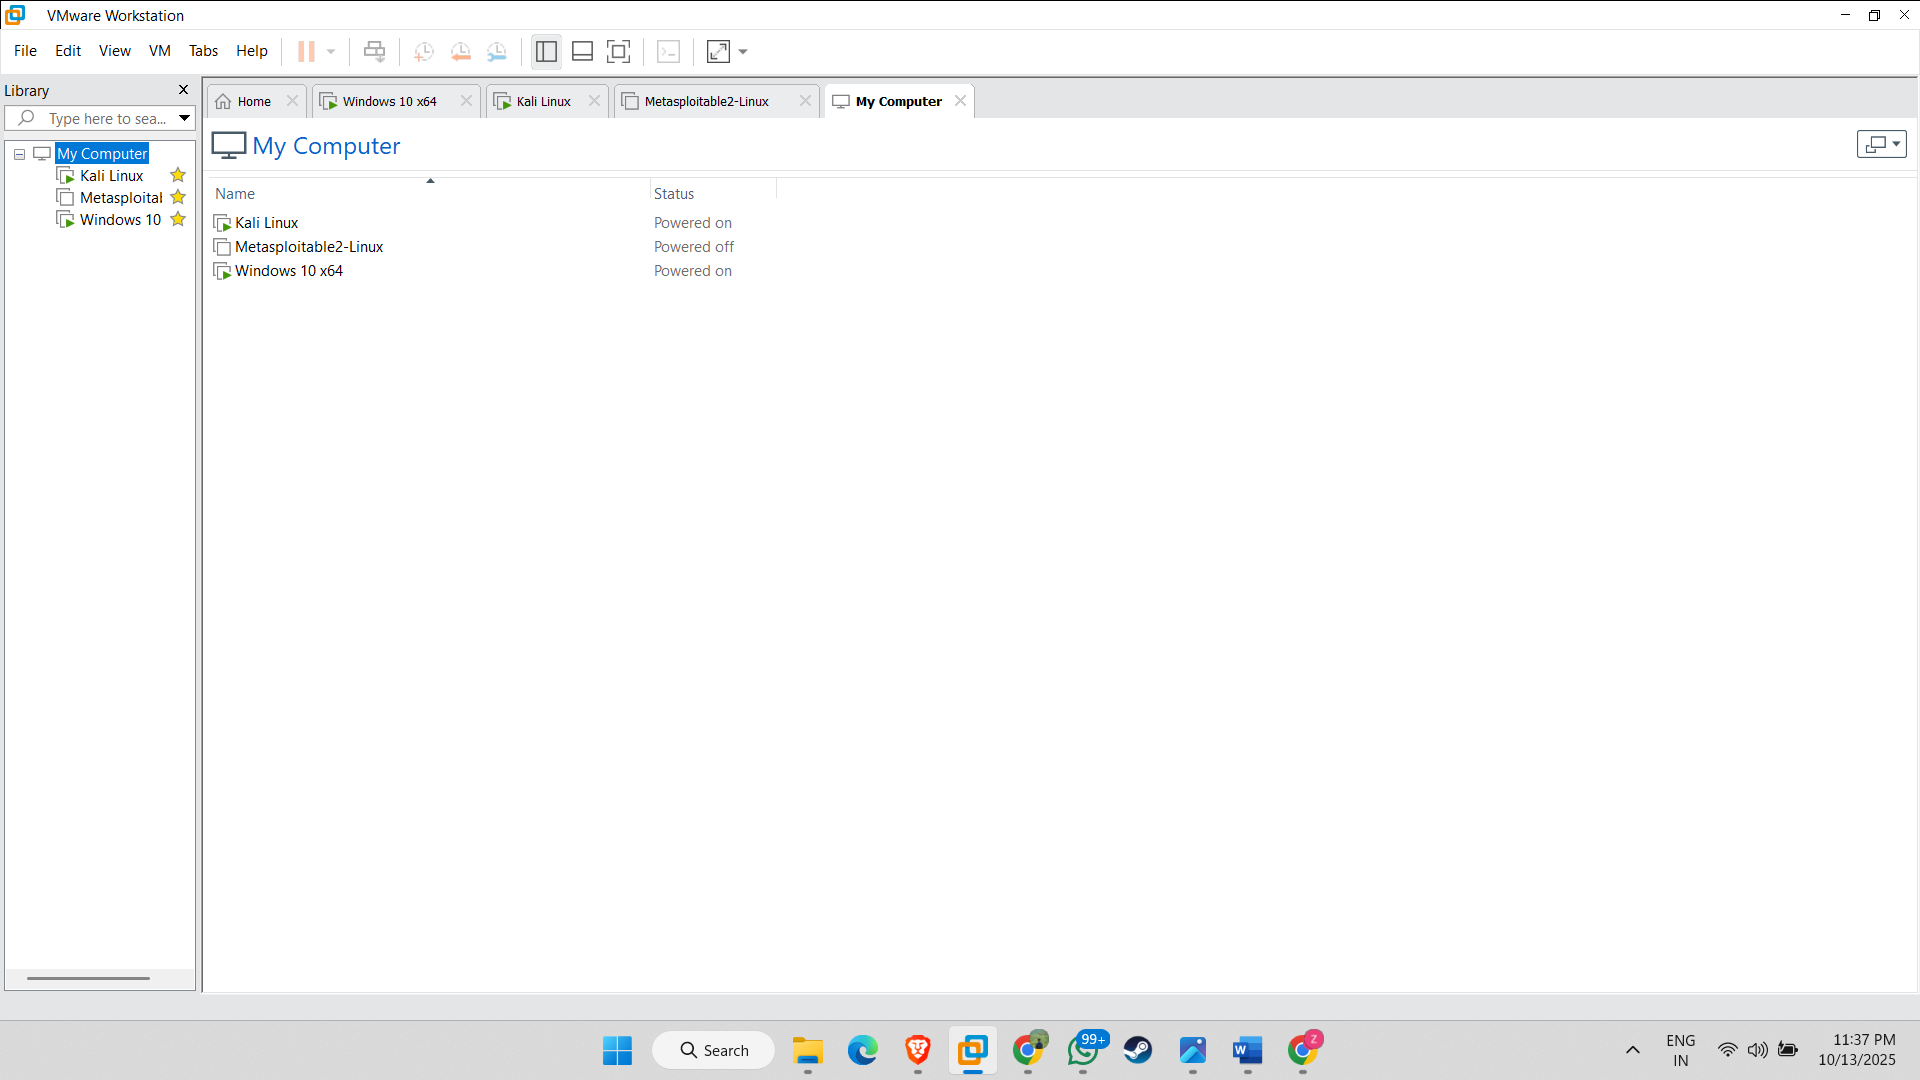 VMware Workstation
File Edit View VM Tabs Help
Library
Type here to sea...
My Computer
Kali Linux
Metasploital
Windows 10
Home
Windows 10 x64
Kali Linux
Metasploitable2-Linux
My Computer
My Computer
Name Status
Kali Linux Powered on
Metasploitable2-Linux Powered off
Windows 10 x64 Powered on
Search
99+
Z
ENG
IN
11:37 PM
10/13/2025